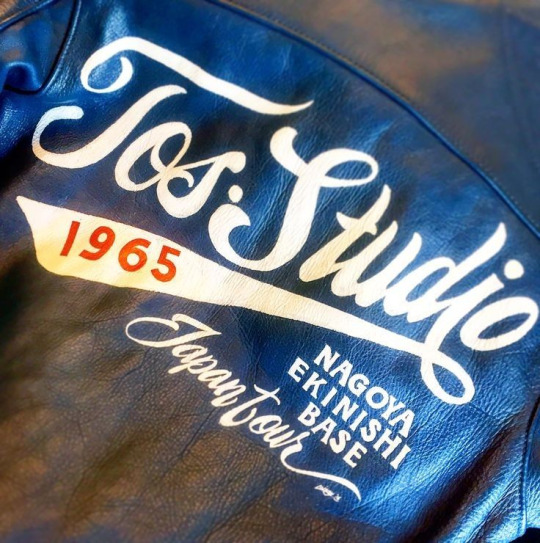 Tos. Studio
1965
Japan tour
NAGOYA
EKINISHI
BASE